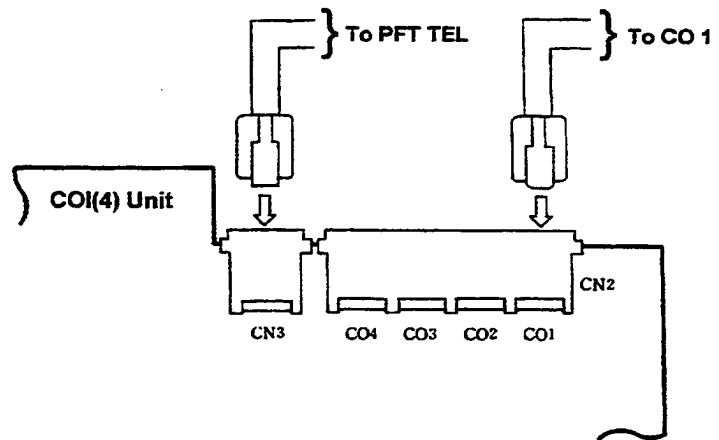 To PFT TEL
To CO 1
COI(4) Unit
CN2
CN3
CO4
CO3
CO2
CO1